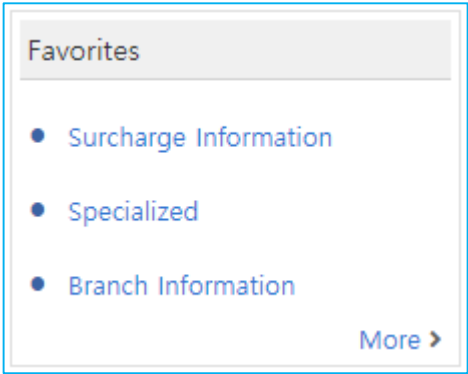 Favorites
Surcharge Information
Specialized
Branch Information
More >